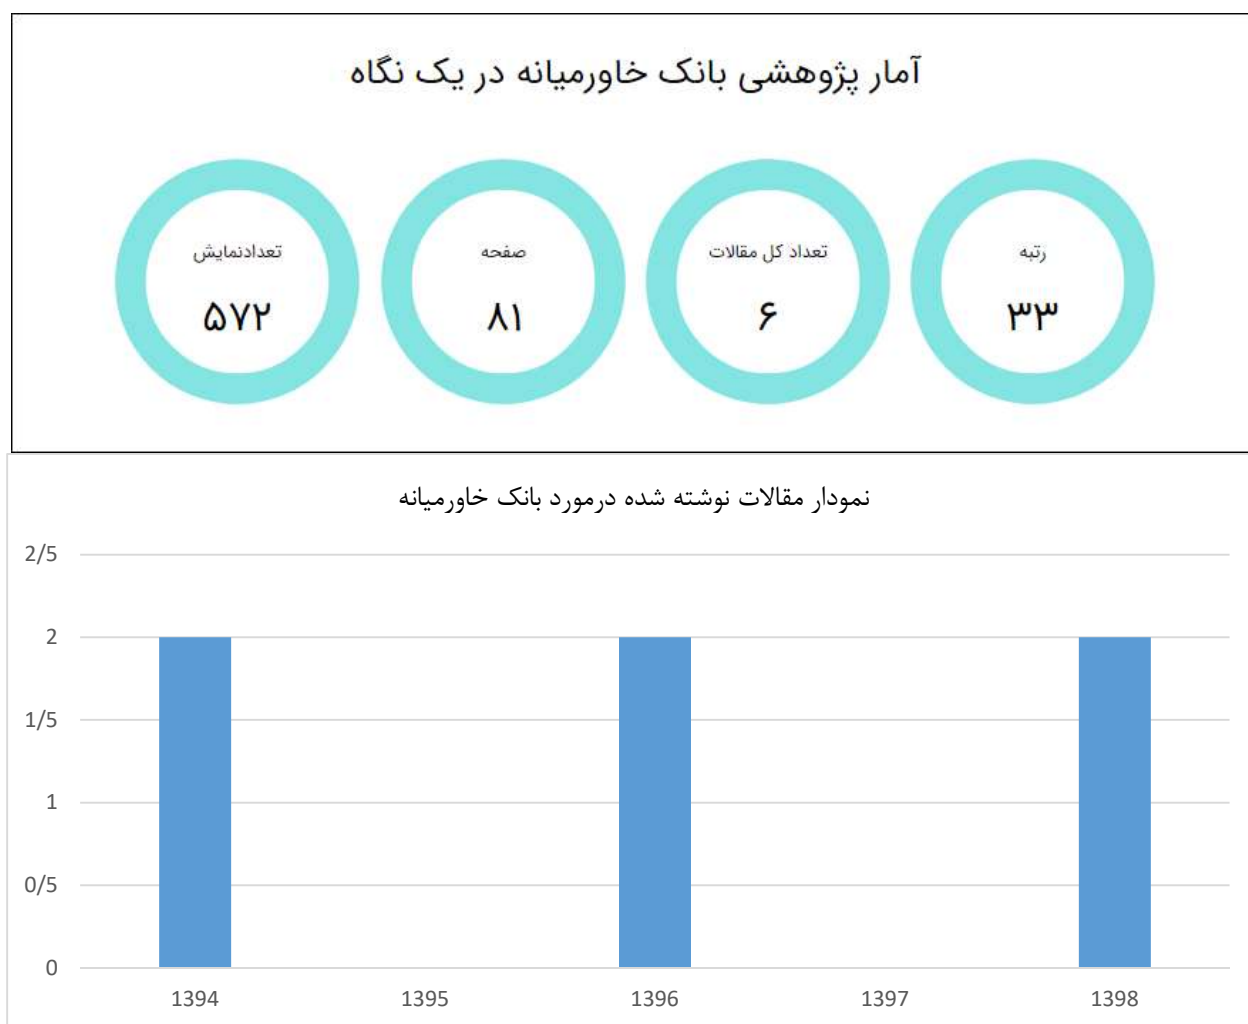 آمار پژوهشی بانک خاورمیانه در یک نگاه
رتبه
۳۳
تعداد کل مقالات
۶
صفحه
۸۱
تعدادنمایش
۵۷۲
نمودار مقالات نوشته شده درمورد بانک خاورمیانه
2/5
2
1/5
1
0/5
0
1394 1395 1396 1397 1398